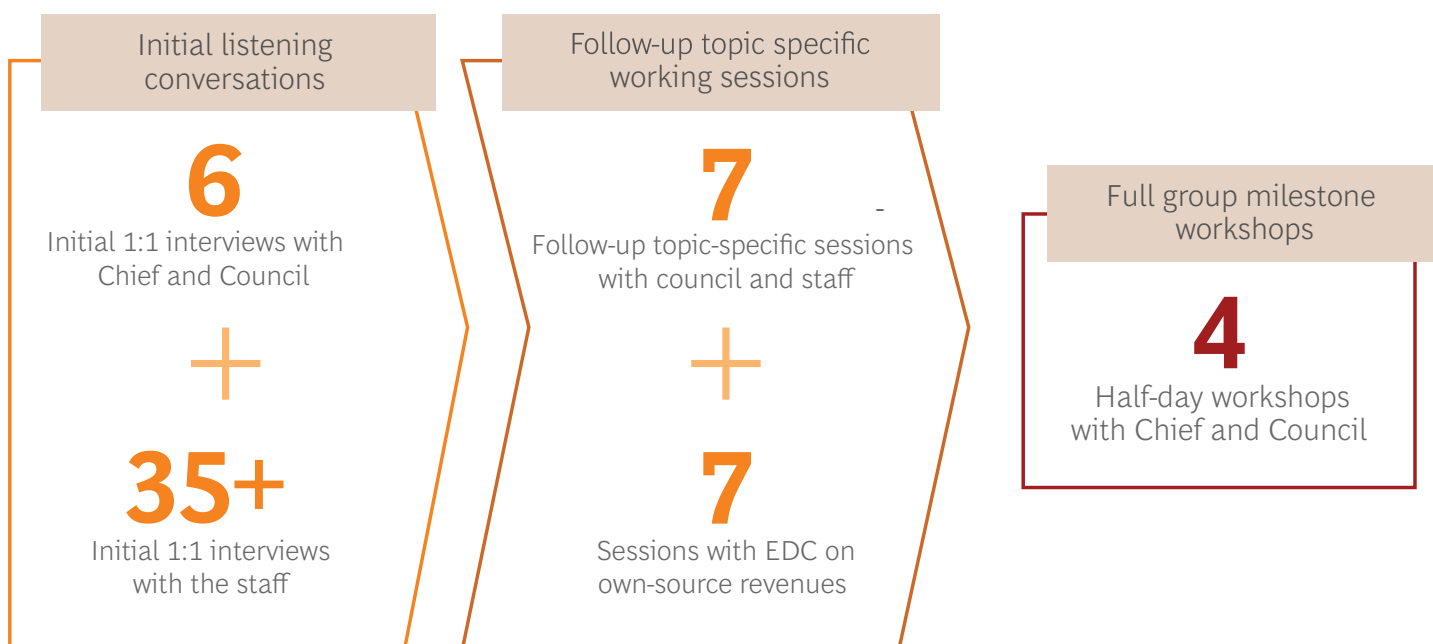 Initial listening
conversations
6
Initial 1:1 interviews with
Chief and Council
+
35+
Initial 1:1 interviews
with the staff
Follow-up topic specific
working sessions
7
-
Follow-up topic-specific sessions
with council and staff
+
7
Sessions with EDC on
own-source revenues
Full group milestone
workshops
4
Half-day workshops
with Chief and Council